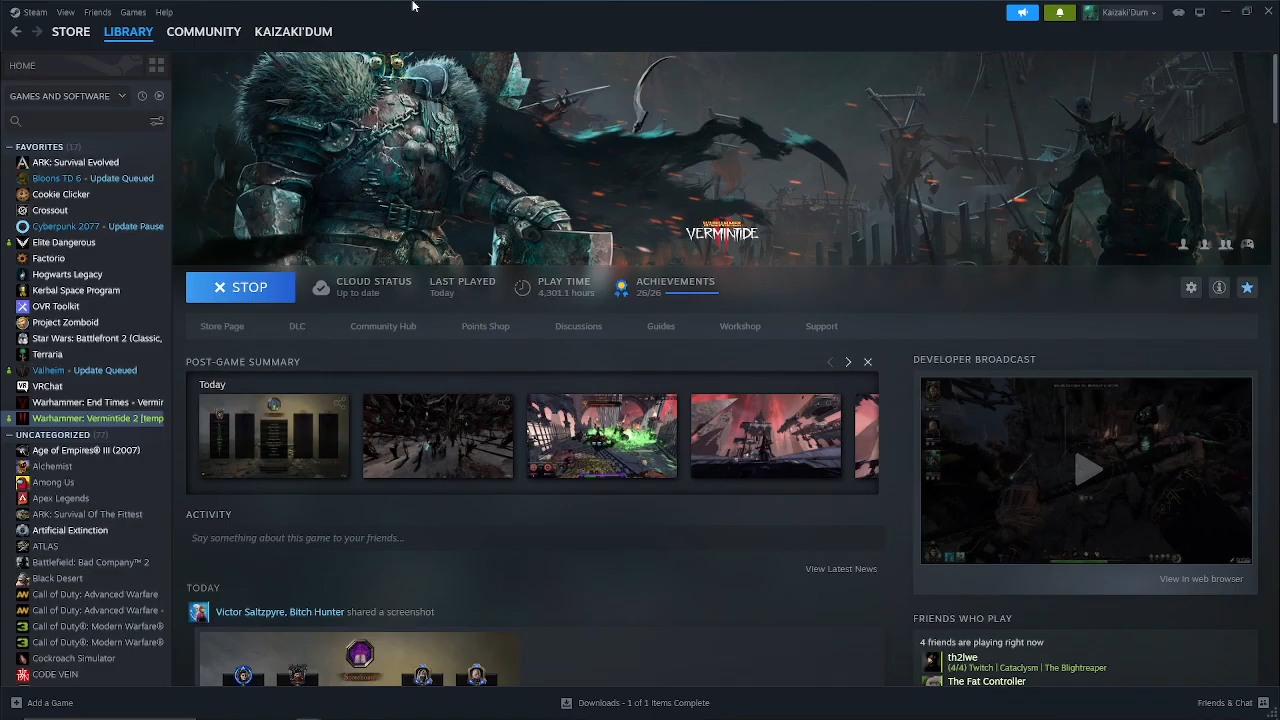 Steam View Friends Games Help
Kaizaki'Dum
STORE LIBRARY COMMUNITY KAIZAKI'DUM
HOME
GAMES AND SOFTWARE
FAVORITES (17)
ARK: Survival Evolved
Bloons TD 6 - Update Queued
Cookie Clicker
Crossout
Cyberpunk 2077 - Update Pause
Elite Dangerous
Factorio
Hogwarts Legacy
Kerbal Space Program
OVR Toolkit
Project Zomboid
Star Wars: Battlefront 2 (Classic,
Terraria
Valheim - Update Queued
VRChat
Warhammer: End Times - Vermin
Warhammer: Vermintide 2 [temp
UNCATEGORIZED (77)
Age of Empires® III (2007)
Alchemist
Among Us
Apex Legends
ARK: Survival Of The Fittest
Artificial Extinction
ATLAS
Battlefield: Bad Company™ 2
Black Desert
Call of Duty: Advanced Warfare
Call of Duty: Advanced Warfare -
Call of Duty®: Modern Warfare®
Call of Duty®: Modern Warfare®
Cockroach Simulator
CODE VEIN
WARHAMMER
VERMINTIDE
STOP
CLOUD STATUS
Up to date
LAST PLAYED
Today
PLAY TIME
4,301.1 hours
ACHIEVEMENTS
26/26
Store Page DLC Community Hub Points Shop Discussions Guides Workshop Support
POST-GAME SUMMARY
Today
ACTIVITY
Say something about this game to your friends...
View Latest News
TODAY
Victor Saltzpyre, Bitch Hunter shared a screenshot
Scoreboard
DEVELOPER BROADCAST
View in web browser
FRIENDS WHO PLAY
4 friends are playing right now
th2lwe
(4/4) Twitch | Cataclysm | The Blightreaper
The Fat Controller
Add a Game
Downloads - 1 of 1 Items Complete
Friends & Chat